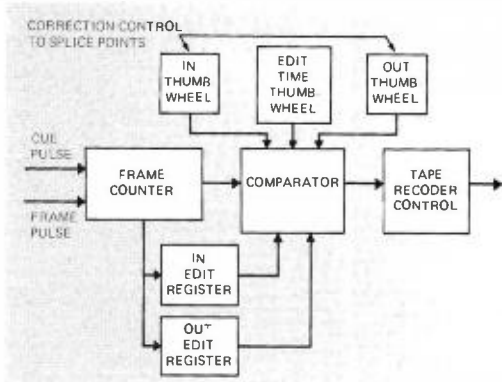 CORRECTION CONTROL
TO SPLICE POINTS
IN
THUMB
WHEEL
EDIT
TIME
THUMB
WHEEL
OUT
THUMB
WHEEL
CUE
PULSE
FRAME
COUNTER
COMPARATOR
TAPE
RECODER
CONTROL
FRAME
PULSE
IN
EDIT
REGISTER
OUT
EDIT
REGISTER